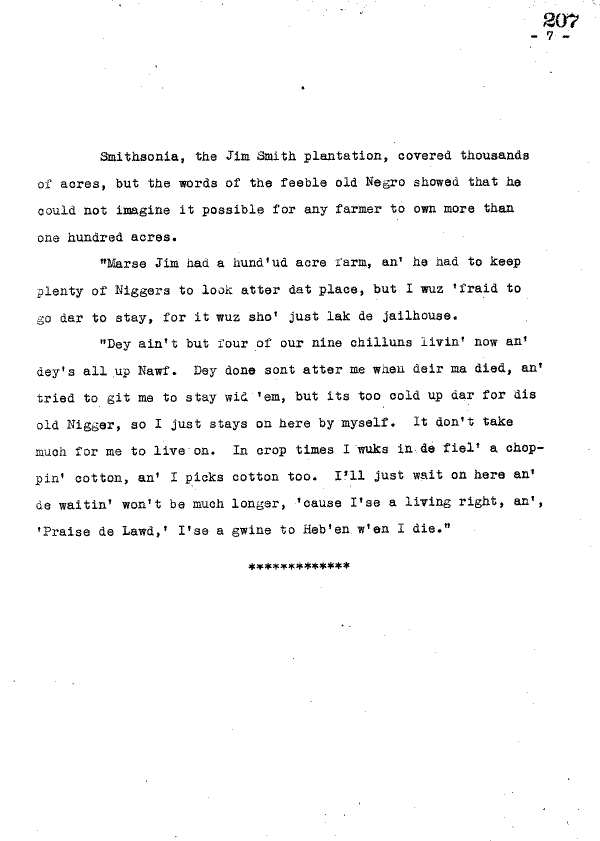 207
- 7 -
Smithsonia, the Jim Smith plantation, covered thousands
of acres, but the words of the feeble old Negro showed that he
could not imagine it possible for any farmer to own more than
one hundred acres.
"Marse Jim had a hund'ud acre farm, an' he had to keep
plenty of Niggers to look atter dat place, but I wuz 'fraid to
go dar to stay, for it wuz sho' just lak de jailhouse.
"Dey ain't but four of our nine chilluns livin' now an'
dey's all up Nawf. Dey done sont atter me when deir ma died, an'
tried to git me to stay wid 'em, but its too cold up dar for dis
old Nigger, so I just stays on here by myself. It don't take
much for me to live on. In crop times I wuks in de fiel' a chop-
pin' cotton, an' I picks cotton too. I'll just wait on here an'
de waitin' won't be much longer, 'cause I'se a living right, an',
'Praise de Lawd,' I'se a gwine to Heb'en w'en I die."
*************